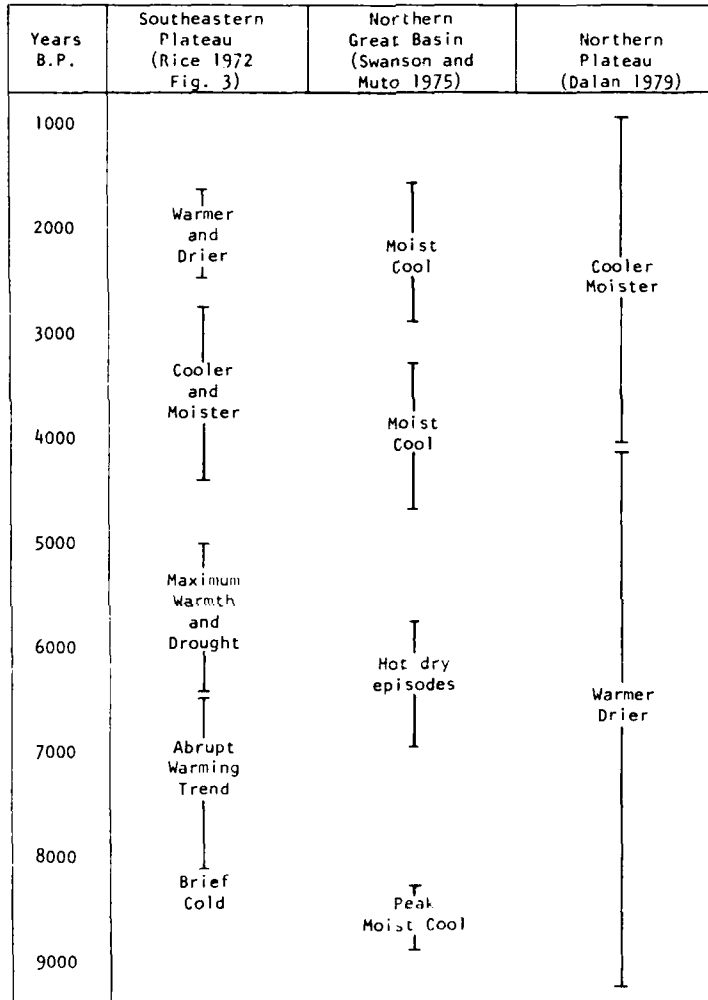 Years
B.P.
Southeastern
Plateau
(Rice 1972
Fig. 3)
Northern
Great Basin
(Swanson and
Muto 1975)
Northern
Plateau
(Dalan 1979)
1000
2000
3000
4000
5000
6000
7000
8000
9000
Warmer
and
Drier
Cooler
and
Moister
Maximum
Warmth
and
Drought
Abrupt
Warming
Trend
Brief
Cold
Moist
Cool
Moist
Cool
Hot dry
episodes
Peak
Moist Cool
Cooler
Moister
Warmer
Drier